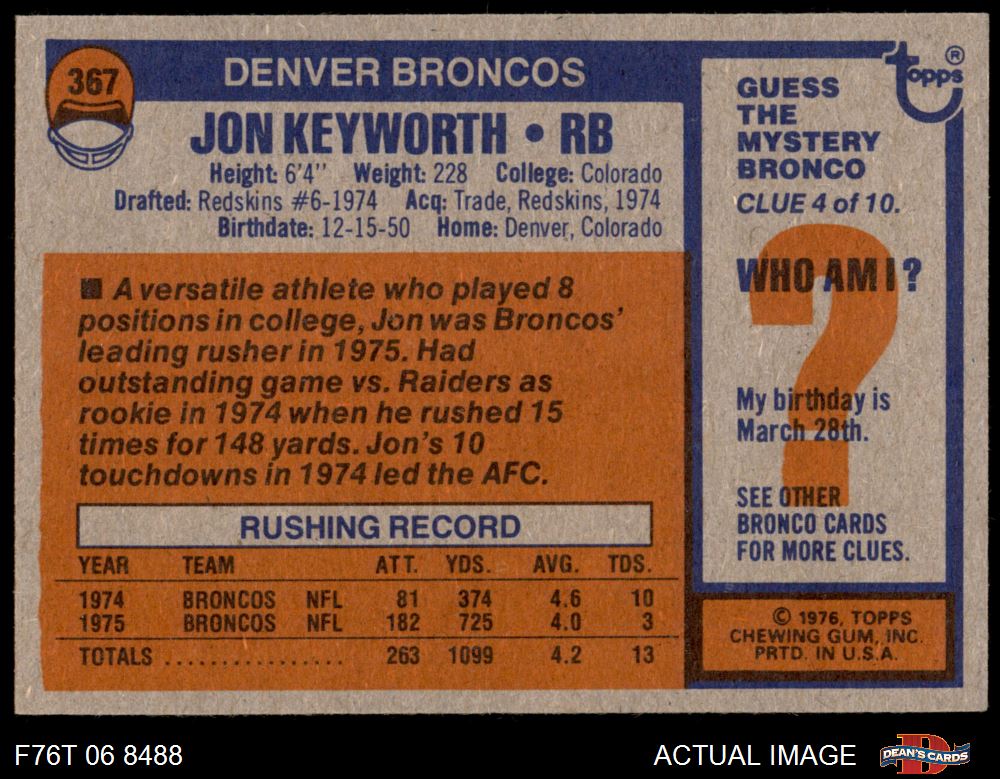 367
DENVER BRONCOS
JON KEYWORTH • RB
Height: 6'4" Weight: 228 College: Colorado
Drafted: Redskins #6-1974 Acq: Trade, Redskins, 1974
Birthdate: 12-15-50 Home: Denver, Colorado
■ A versatile athlete who played 8
positions in college, Jon was Broncos'
leading rusher in 1975. Had
outstanding game vs. Raiders as
rookie in 1974 when he rushed 15
times for 148 yards. Jon's 10
touchdowns in 1974 led the AFC.
RUSHING RECORD
YEAR TEAM ATT. YDS. AVG. TDS.
1974 BRONCOS NFL 81 374 4.6 10
1975 BRONCOS NFL 182 725 4.0 3
TOTALS ................ 263 1099 4.2 13
topps ®
GUESS
THE
MYSTERY
BRONCO
CLUE 4 of 10.
?
WHO AM I?
My birthday is
March 28th.
SEE OTHER
BRONCO CARDS
FOR MORE CLUES.
© 1976, TOPPS
CHEWING GUM, INC.
PRTD. IN U.S.A.
F76T 06 8488
ACTUAL IMAGE
D
DEAN'S CARDS